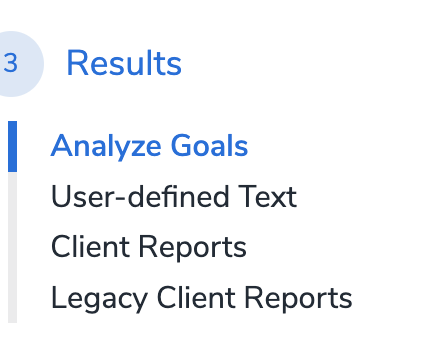 3 Results
Analyze Goals
User-defined Text
Client Reports
Legacy Client Reports